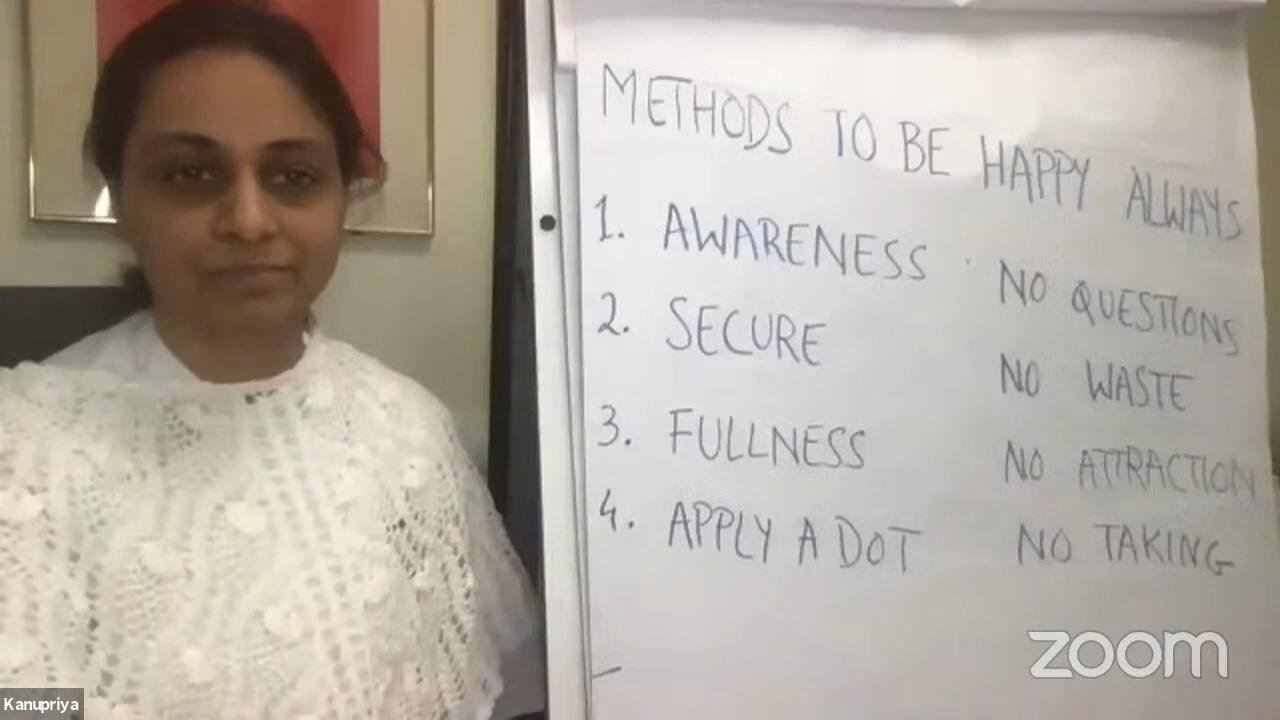 METHODS TO BE HAPPY ALWAYS
1. AWARENESS NO QUESTIONS
2. SECURE NO WASTE
3. FULLNESS NO ATTRACTION
4. APPLY A DOT NO TAKING
zoom
Kanupriya